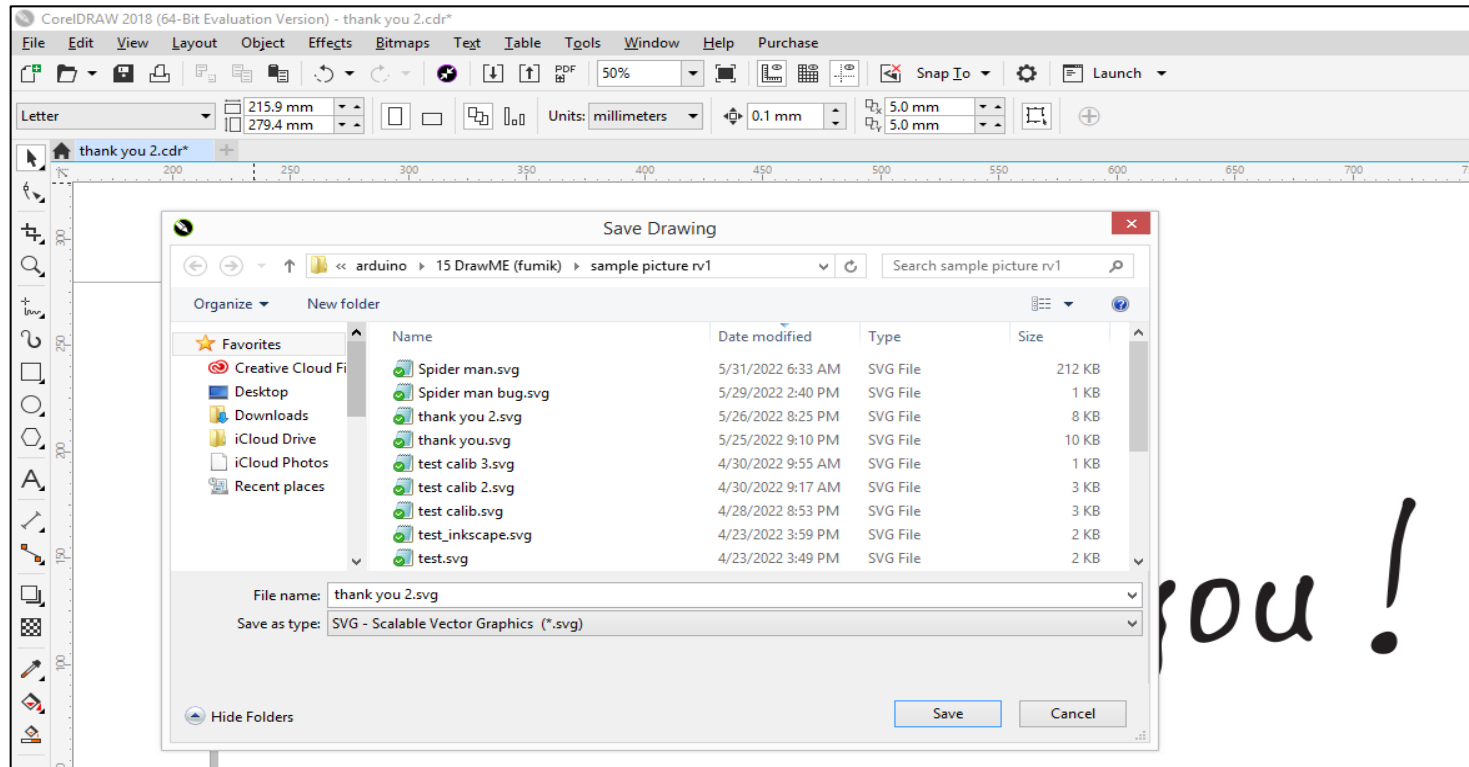 CorelDRAW 2018 (64-Bit Evaluation Version) - thank you 2.cdr*
File Edit View Layout Object Effects Bitmaps Text Table Tools Window Help Purchase
PDF 50% Snap To Launch
Letter 215.9 mm 279.4 mm Units: millimeters 0.1 mm 5.0 mm 5.0 mm
thank you 2.cdr*
200 250 300 350 400 450 500 550 600 650 700
300
250
200
150
100
Save Drawing
« arduino 15 DrawME (fumik) sample picture rv1 Search sample picture rv1
Organize New folder
Favorites
Creative Cloud Fi
Desktop
Downloads
iCloud Drive
iCloud Photos
Recent places
Name Date modified Type Size
Spider man.svg 5/31/2022 6:33 AM SVG File 212 KB
Spider man bug.svg 5/29/2022 2:40 PM SVG File 1 KB
thank you 2.svg 5/26/2022 8:25 PM SVG File 8 KB
thank you.svg 5/25/2022 9:10 PM SVG File 10 KB
test calib 3.svg 4/30/2022 9:55 AM SVG File 1 KB
test calib 2.svg 4/30/2022 9:17 AM SVG File 3 KB
test calib.svg 4/28/2022 8:53 PM SVG File 3 KB
test_inkscape.svg 4/23/2022 3:59 PM SVG File 2 KB
test.svg 4/23/2022 3:49 PM SVG File 2 KB
File name: thank you 2.svg
Save as type: SVG - Scalable Vector Graphics (*.svg)
Hide Folders Save Cancel
you !